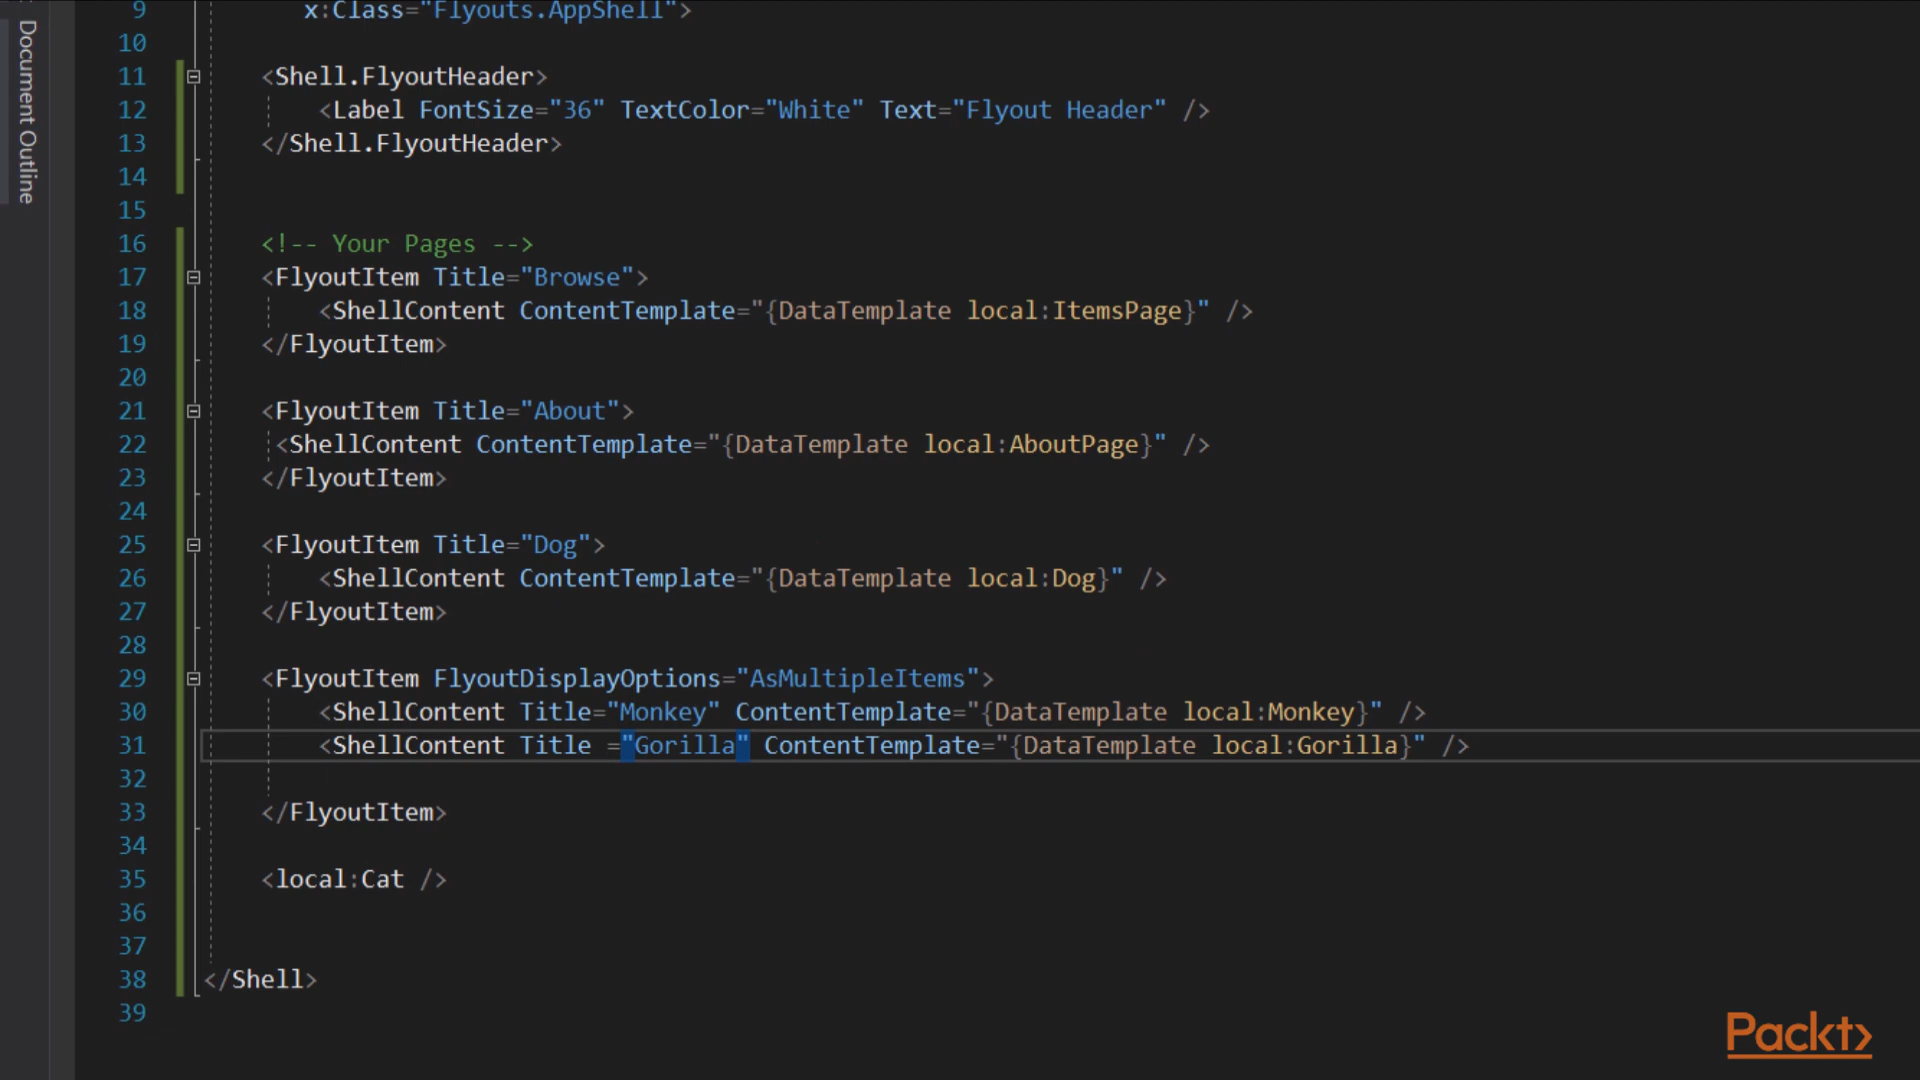 Document Outline
9 x:Class="Flyouts.AppShell">
10
11 <Shell.FlyoutHeader>
12 <Label FontSize="36" TextColor="White" Text="Flyout Header" />
13 </Shell.FlyoutHeader>
14
15
16 <!-- Your Pages -->
17 <FlyoutItem Title="Browse">
18 <ShellContent ContentTemplate="{DataTemplate local:ItemsPage}" />
19 </FlyoutItem>
20
21 <FlyoutItem Title="About">
22 <ShellContent ContentTemplate="{DataTemplate local:AboutPage}" />
23 </FlyoutItem>
24
25 <FlyoutItem Title="Dog">
26 <ShellContent ContentTemplate="{DataTemplate local:Dog}" />
27 </FlyoutItem>
28
29 <FlyoutItem FlyoutDisplayOptions="AsMultipleItems">
30 <ShellContent Title="Monkey" ContentTemplate="{DataTemplate local:Monkey}" />
31 <ShellContent Title ="Gorilla" ContentTemplate="{DataTemplate local:Gorilla}" />
32
33 </FlyoutItem>
34
35 <local:Cat />
36
37
38 </Shell>
39
Packt>